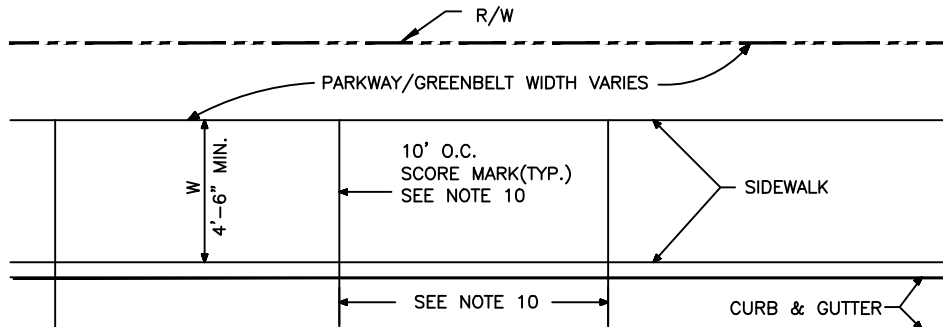 R/W
PARKWAY/GREENBELT WIDTH VARIES
W
4'-6" MIN.
10' O.C.
SCORE MARK(TYP.)
SEE NOTE 10
SIDEWALK
SEE NOTE 10
CURB & GUTTER